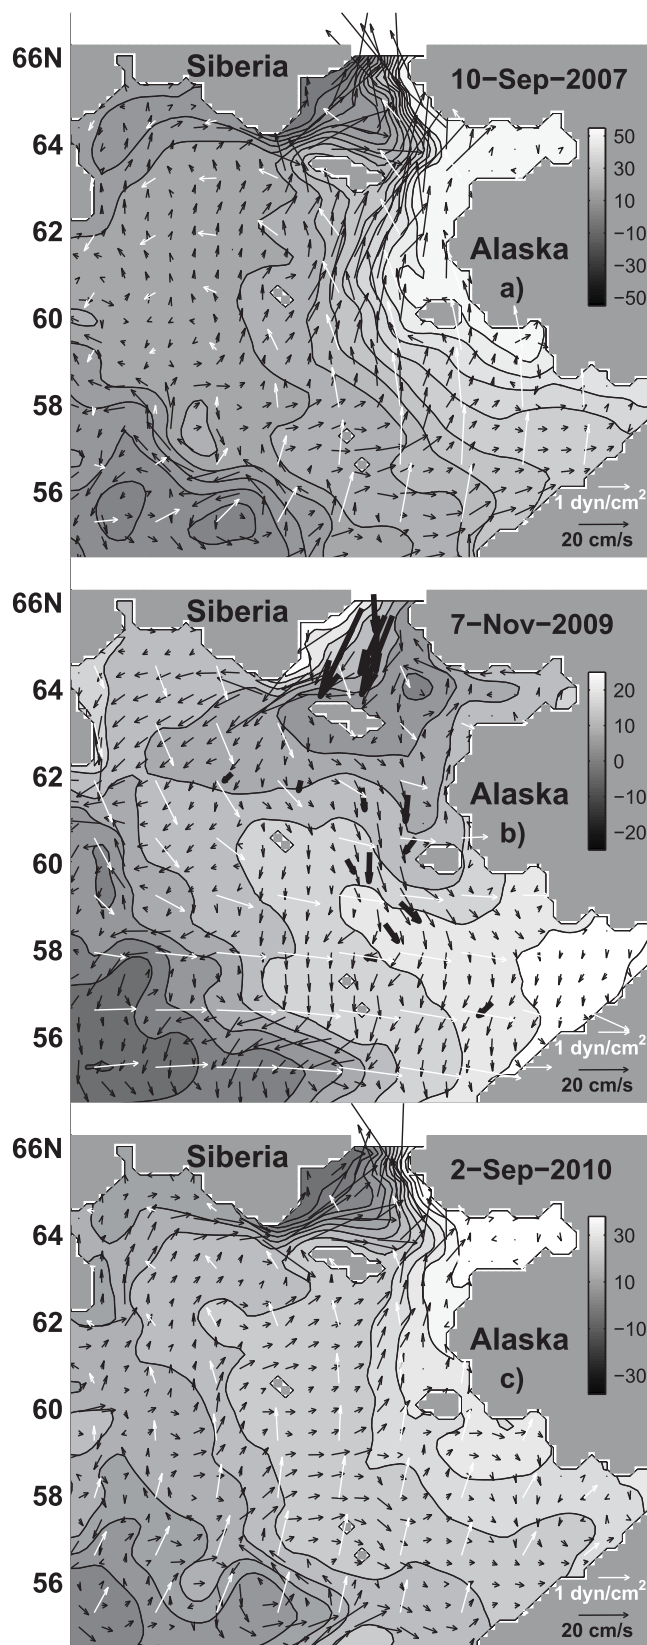 66N
Siberia
10−Sep−2007
64
50
30
10
−10
−30
−50
62
Alaska
a)
60
58
56
1 dyn/cm2
20 cm/s
66N
Siberia
7−Nov−2009
64
20
10
0
−10
−20
62
Alaska
b)
60
58
56
1 dyn/cm2
20 cm/s
66N
Siberia
2−Sep−2010
64
30
10
−10
−30
62
Alaska
c)
60
58
56
1 dyn/cm2
20 cm/s